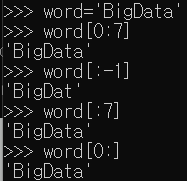 >>> word='BigData'
>>> word[0:7]
'BigData'
>>> word[:-1]
'BigDat'
>>> word[:7]
'BigData'
>>> word[0:]
'BigData'